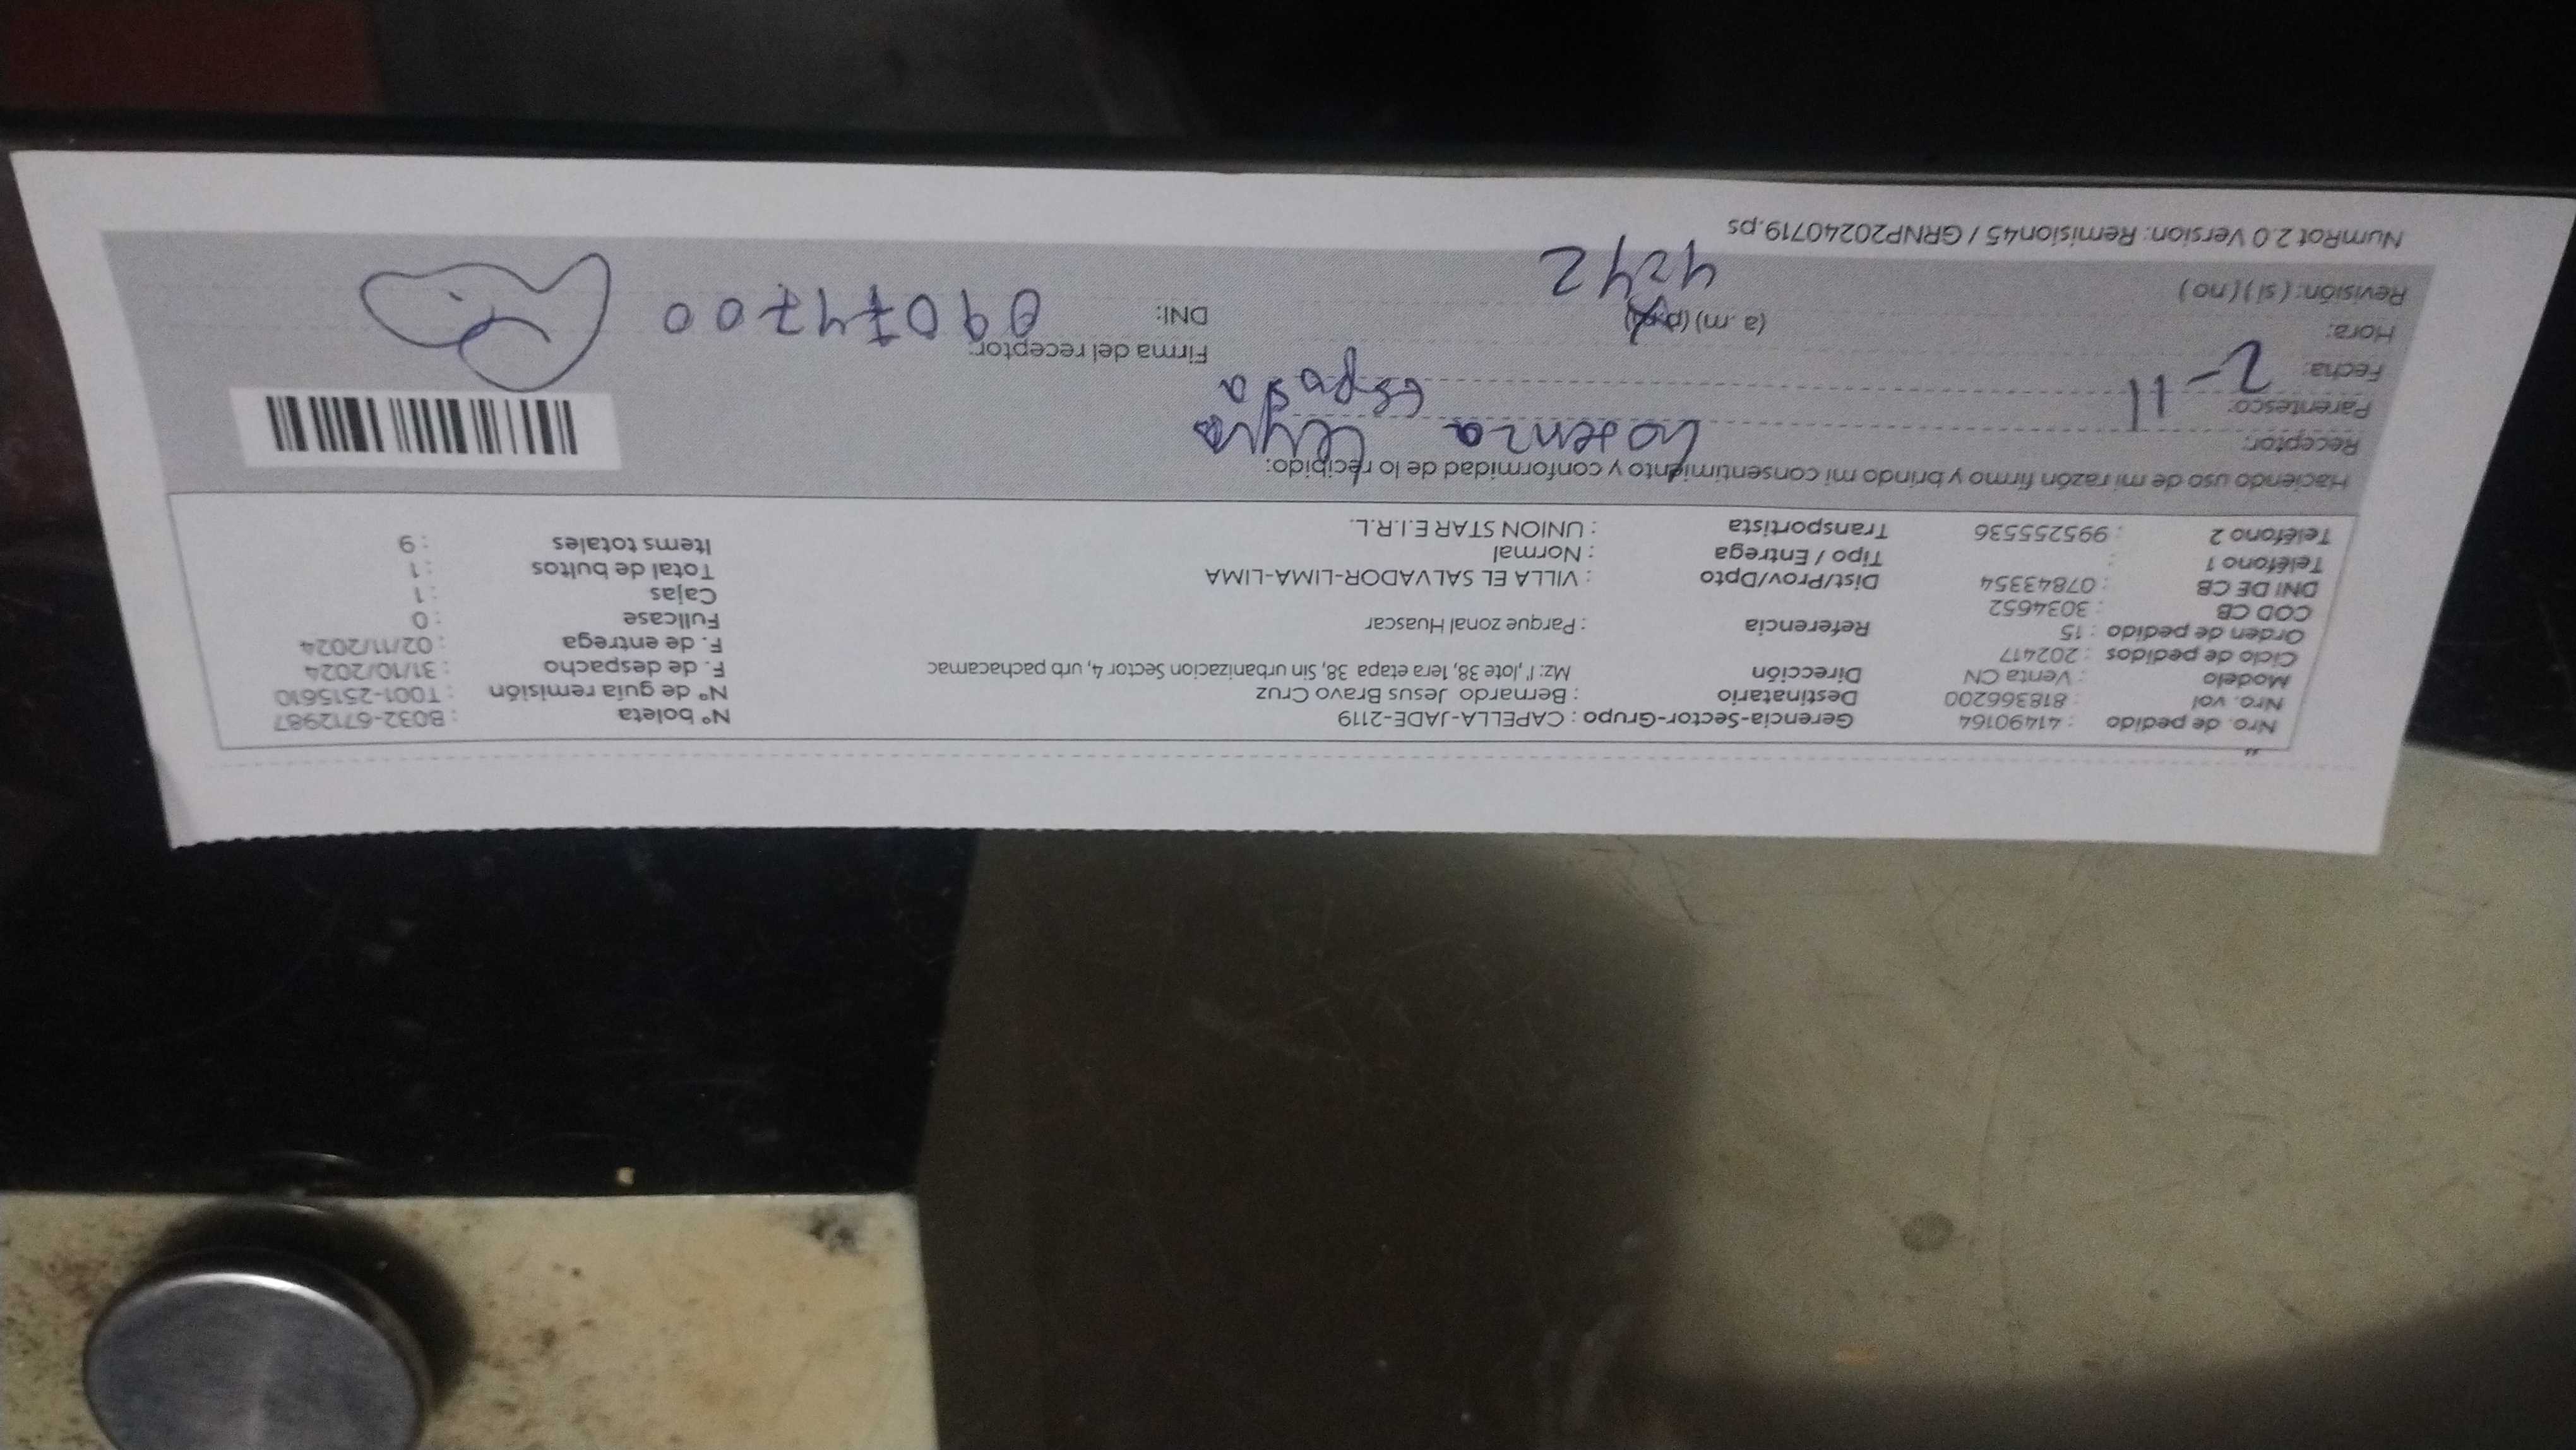 Nro. de pedido : 41490164 Gerencia-Sector-Grupo : CAPELLA-JADE-2119 N° boleta : B032-6712987
Nro. vol : 818366200 Destinatario : Bernardo Jesus Bravo Cruz N° de guia remisión : T001-2515610
Modelo : Venta CN Dirección Mz: I',lote 38, 1era etapa 38, Sin urbanizacion Sector 4, urb pachacamac F. de despacho : 31/10/2024
Ciclo de pedidos : 202417 F. de entrega : 02/11/2024
Orden de pedido : 15 Referencia : Parque zonal Huascar Fullcase : 0
COD CB : 3034652 Cajas : 1
DNI DE CB : 07843354 Dist/Prov/Dpto : VILLA EL SALVADOR-LIMA-LIMA Total de bultos : 1
Teléfono 1 : Tipo / Entrega : Normal Items totales : 9
Teléfono 2 : 995255536 Transportista : UNION STAR E.I.R.L.
Haciendo uso de mi razón firmo y brindo mi consentimiento y conformidad de lo recibido:
Receptor:
Parentesco: esposa
Fecha: 2-11
Hora: (a.m) (p.m) Firma del receptor:
Revisión: (si) (no) 4242 DNI: 09074700
NumRot 2.0 Version: Remision45 / GRNP20240719.ps